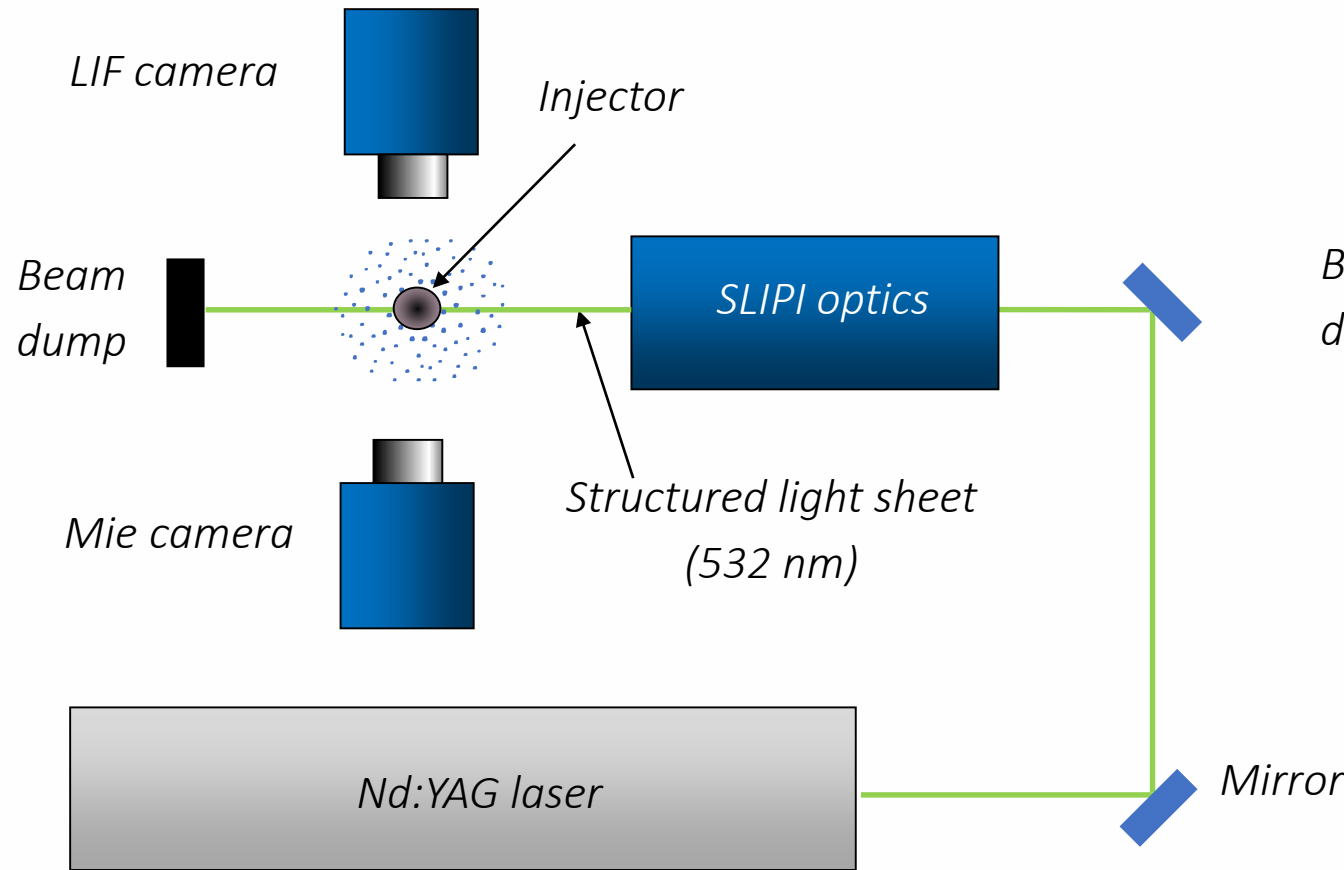 LIF camera
Injector
Beam
dump
SLIPI optics
B
d
Structured light sheet
(532 nm)
Mie camera
Nd:YAG laser
Mirror